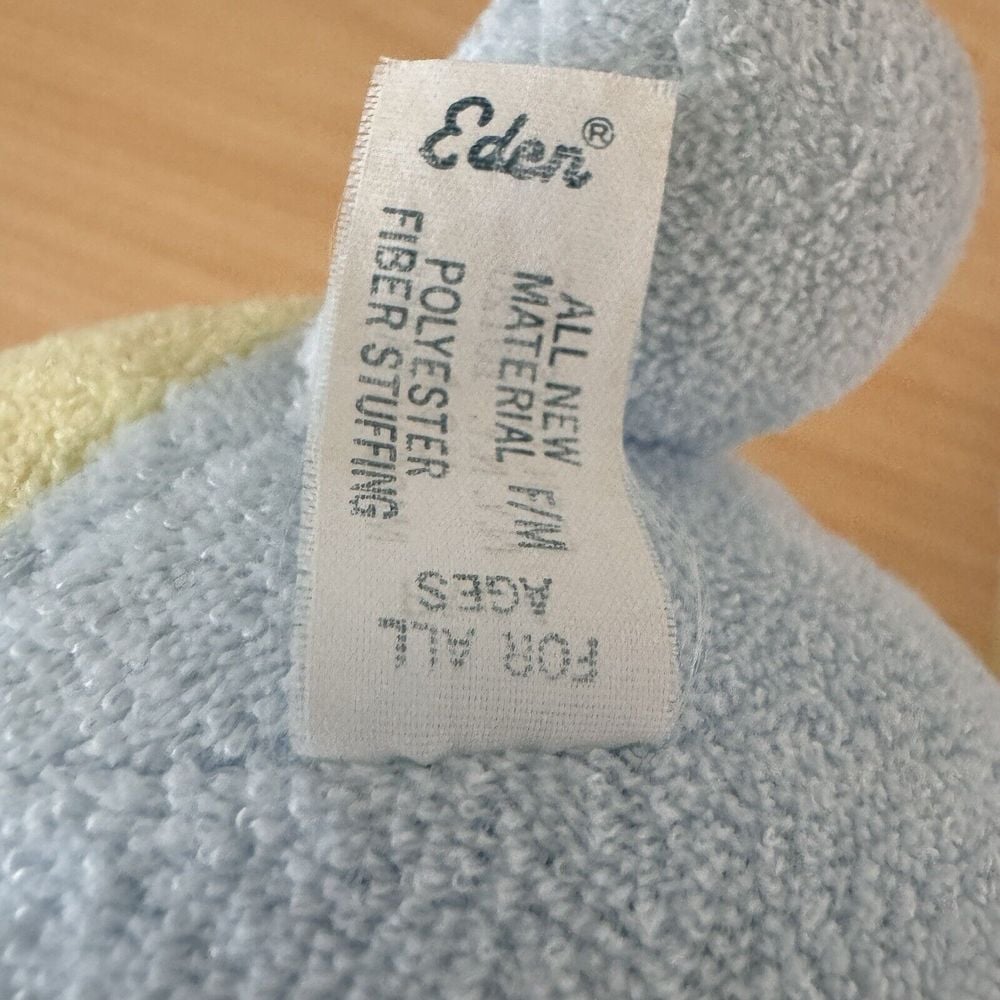 Eden®
ALL NEW
MATERIAL F/M
POLYESTER
FIBER STUFFING
FOR ALL
AGES